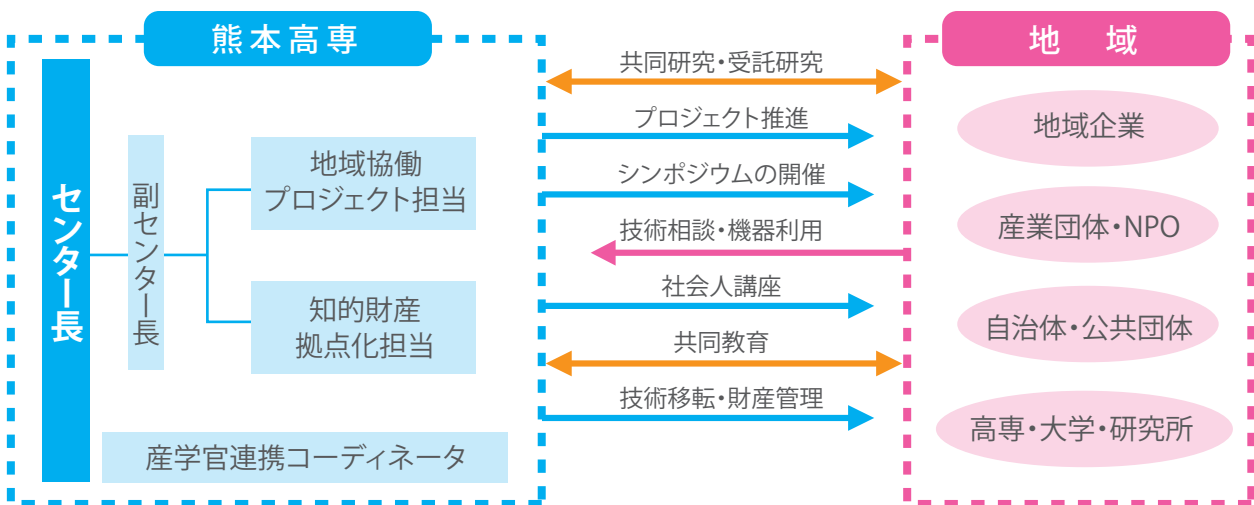 熊本高専
センター長
副センター長
地域協働
プロジェクト担当
知的財産
拠点化担当
産学官連携コーディネータ
共同研究・受託研究
プロジェクト推進
シンポジウムの開催
技術相談・機器利用
社会人講座
共同教育
技術移転・財産管理
地 域
地域企業
産業団体・NPO
自治体・公共団体
高専・大学・研究所